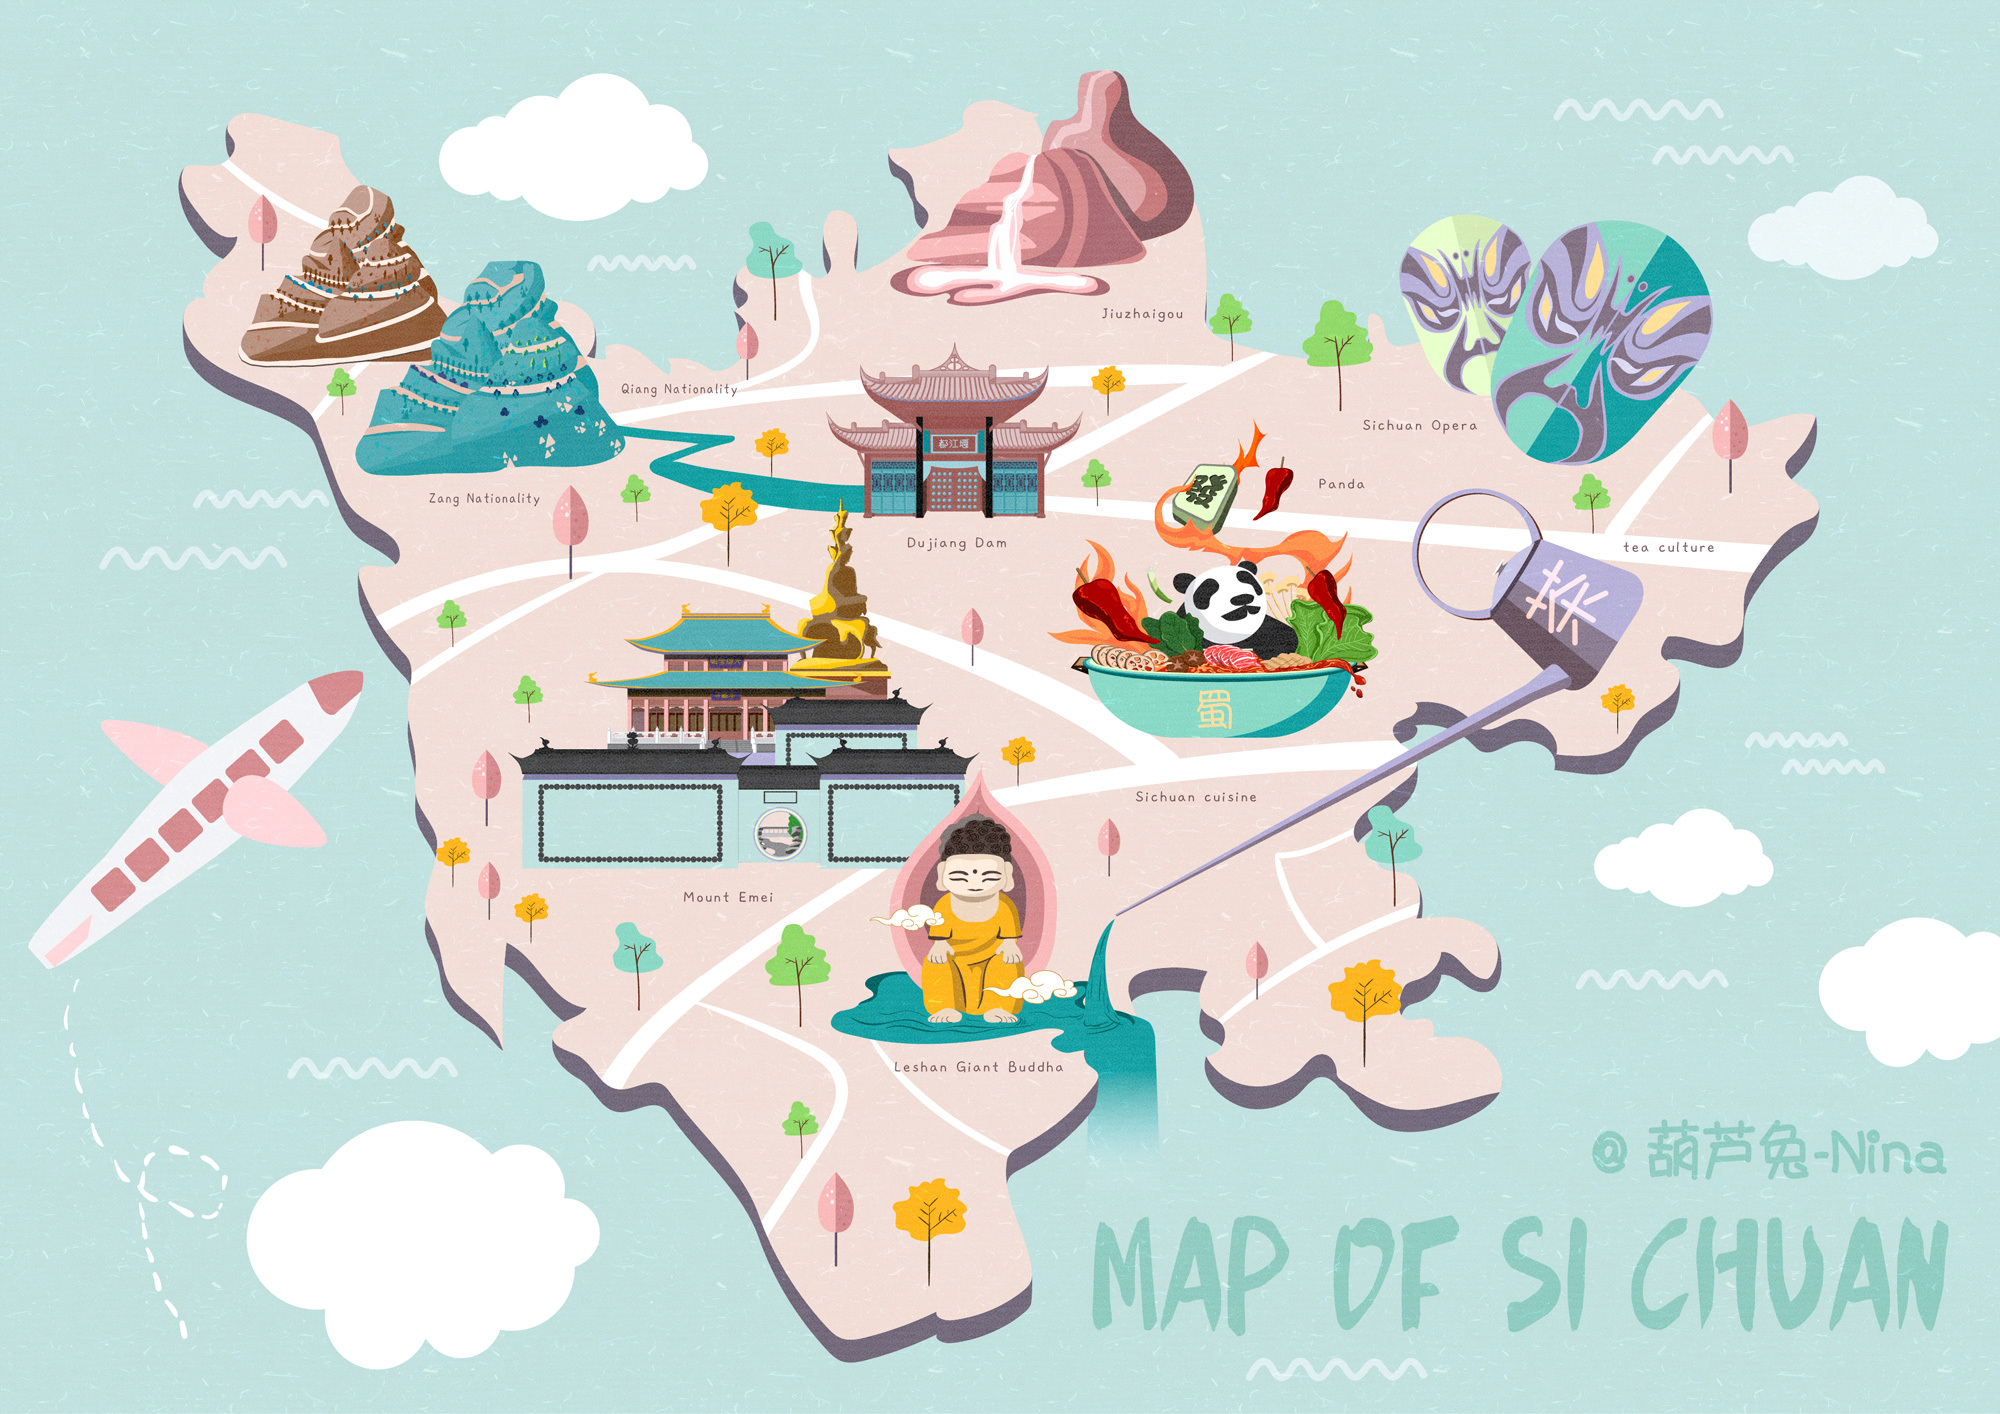 Jiuzhaigou
Qiang Nationality
Sichuan Opera
都江堰
Zang Nationality
Panda
發
Dujiang Dam
tea culture
茶
蜀
Sichuan cuisine
Mount Emei
Leshan Giant Buddha
@葫芦兔-Nina
MAP OF SI CHUAN